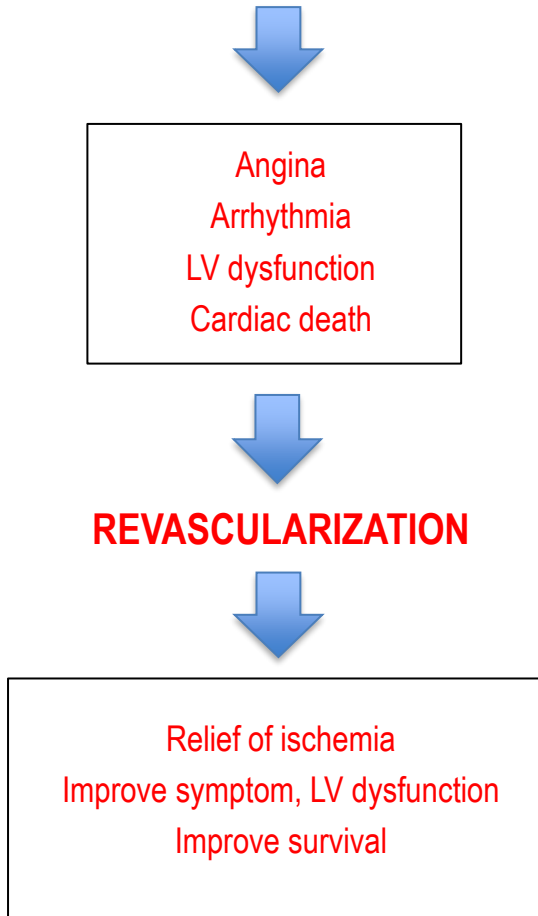 Angina
Arrhythmia
LV dysfunction
Cardiac death
REVASCULARIZATION
Relief of ischemia
Improve symptom, LV dysfunction
Improve survival